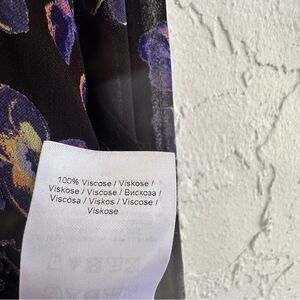 100% Viscose / Viskose /
Viskose / Viscose / Вискоза /
Viscosa / Viskos / Viscose /
Viskose